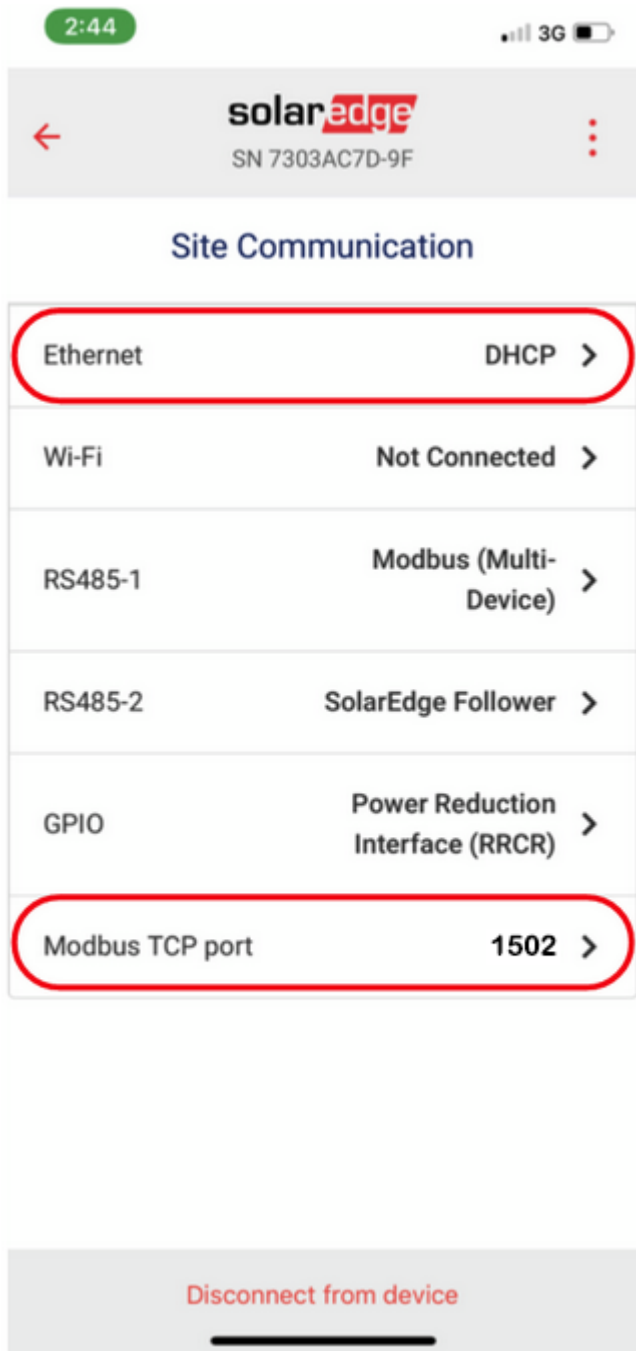 2:44
3G
solaredge
SN 7303AC7D-9F
Site Communication
Ethernet DHCP
Wi-Fi Not Connected
RS485-1 Modbus (Multi-
Device)
RS485-2 SolarEdge Follower
GPIO Power Reduction
Interface (RRCR)
Modbus TCP port 1502
Disconnect from device